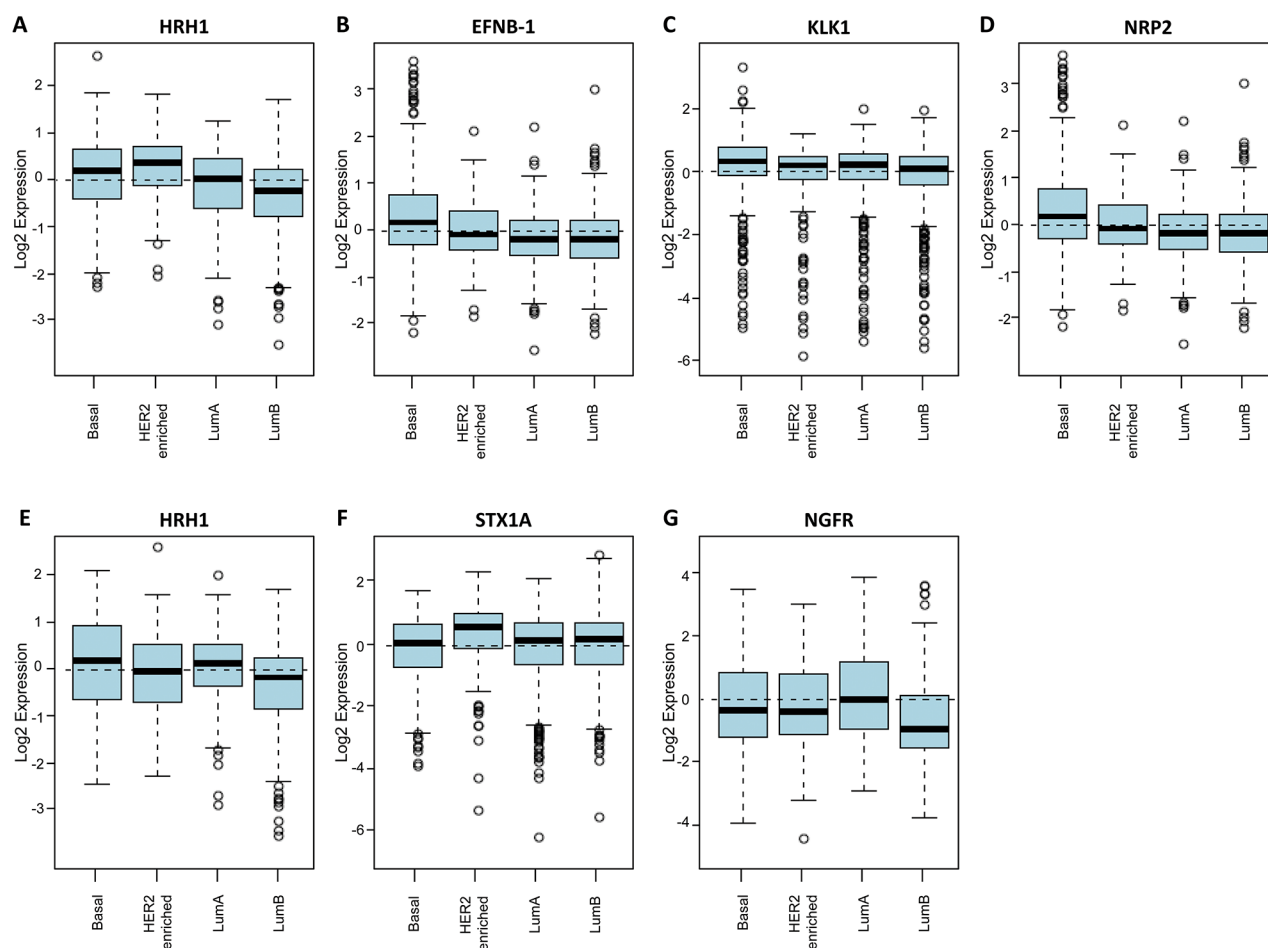 A HRH1
Log2 Expression
2
1
0
-1
-2
-3
Basal
HER2
enriched
LumA
LumB
B EFNB-1
Log2 Expression
3
2
1
0
-1
-2
Basal
HER2
enriched
LumA
LumB
C KLK1
Log2 Expression
2
0
-2
-4
-6
Basal
HER2
enriched
LumA
LumB
D NRP2
Log2 Expression
3
2
1
0
-1
-2
Basal
HER2
enriched
LumA
LumB
E HRH1
Log2 Expression
2
1
0
-1
-2
-3
Basal
HER2
enriched
LumA
LumB
F STX1A
Log2 Expression
2
0
-2
-4
-6
Basal
HER2
enriched
LumA
LumB
G NGFR
Log2 Expression
4
2
0
-2
-4
Basal
HER2
enriched
LumA
LumB